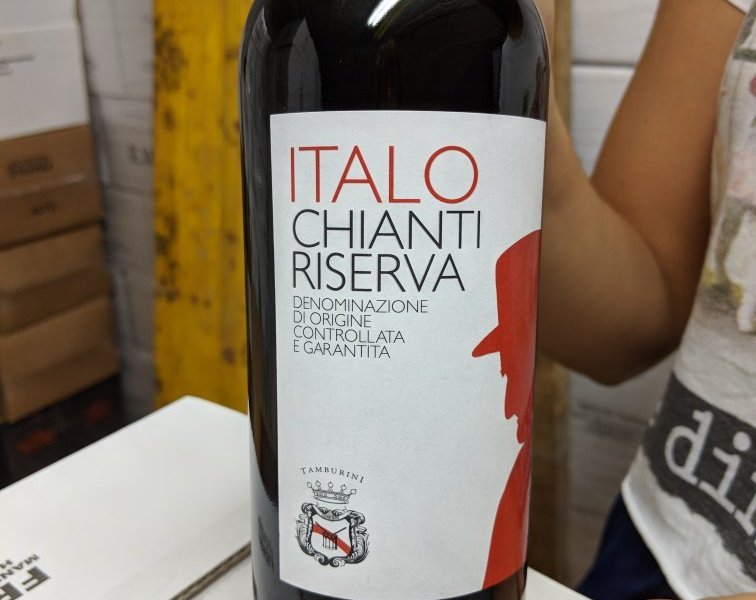 ITALO
CHIANTI
RISERVA
DENOMINAZIONE
DI ORIGINE
CONTROLLATA
E GARANTITA
TAMBURINI